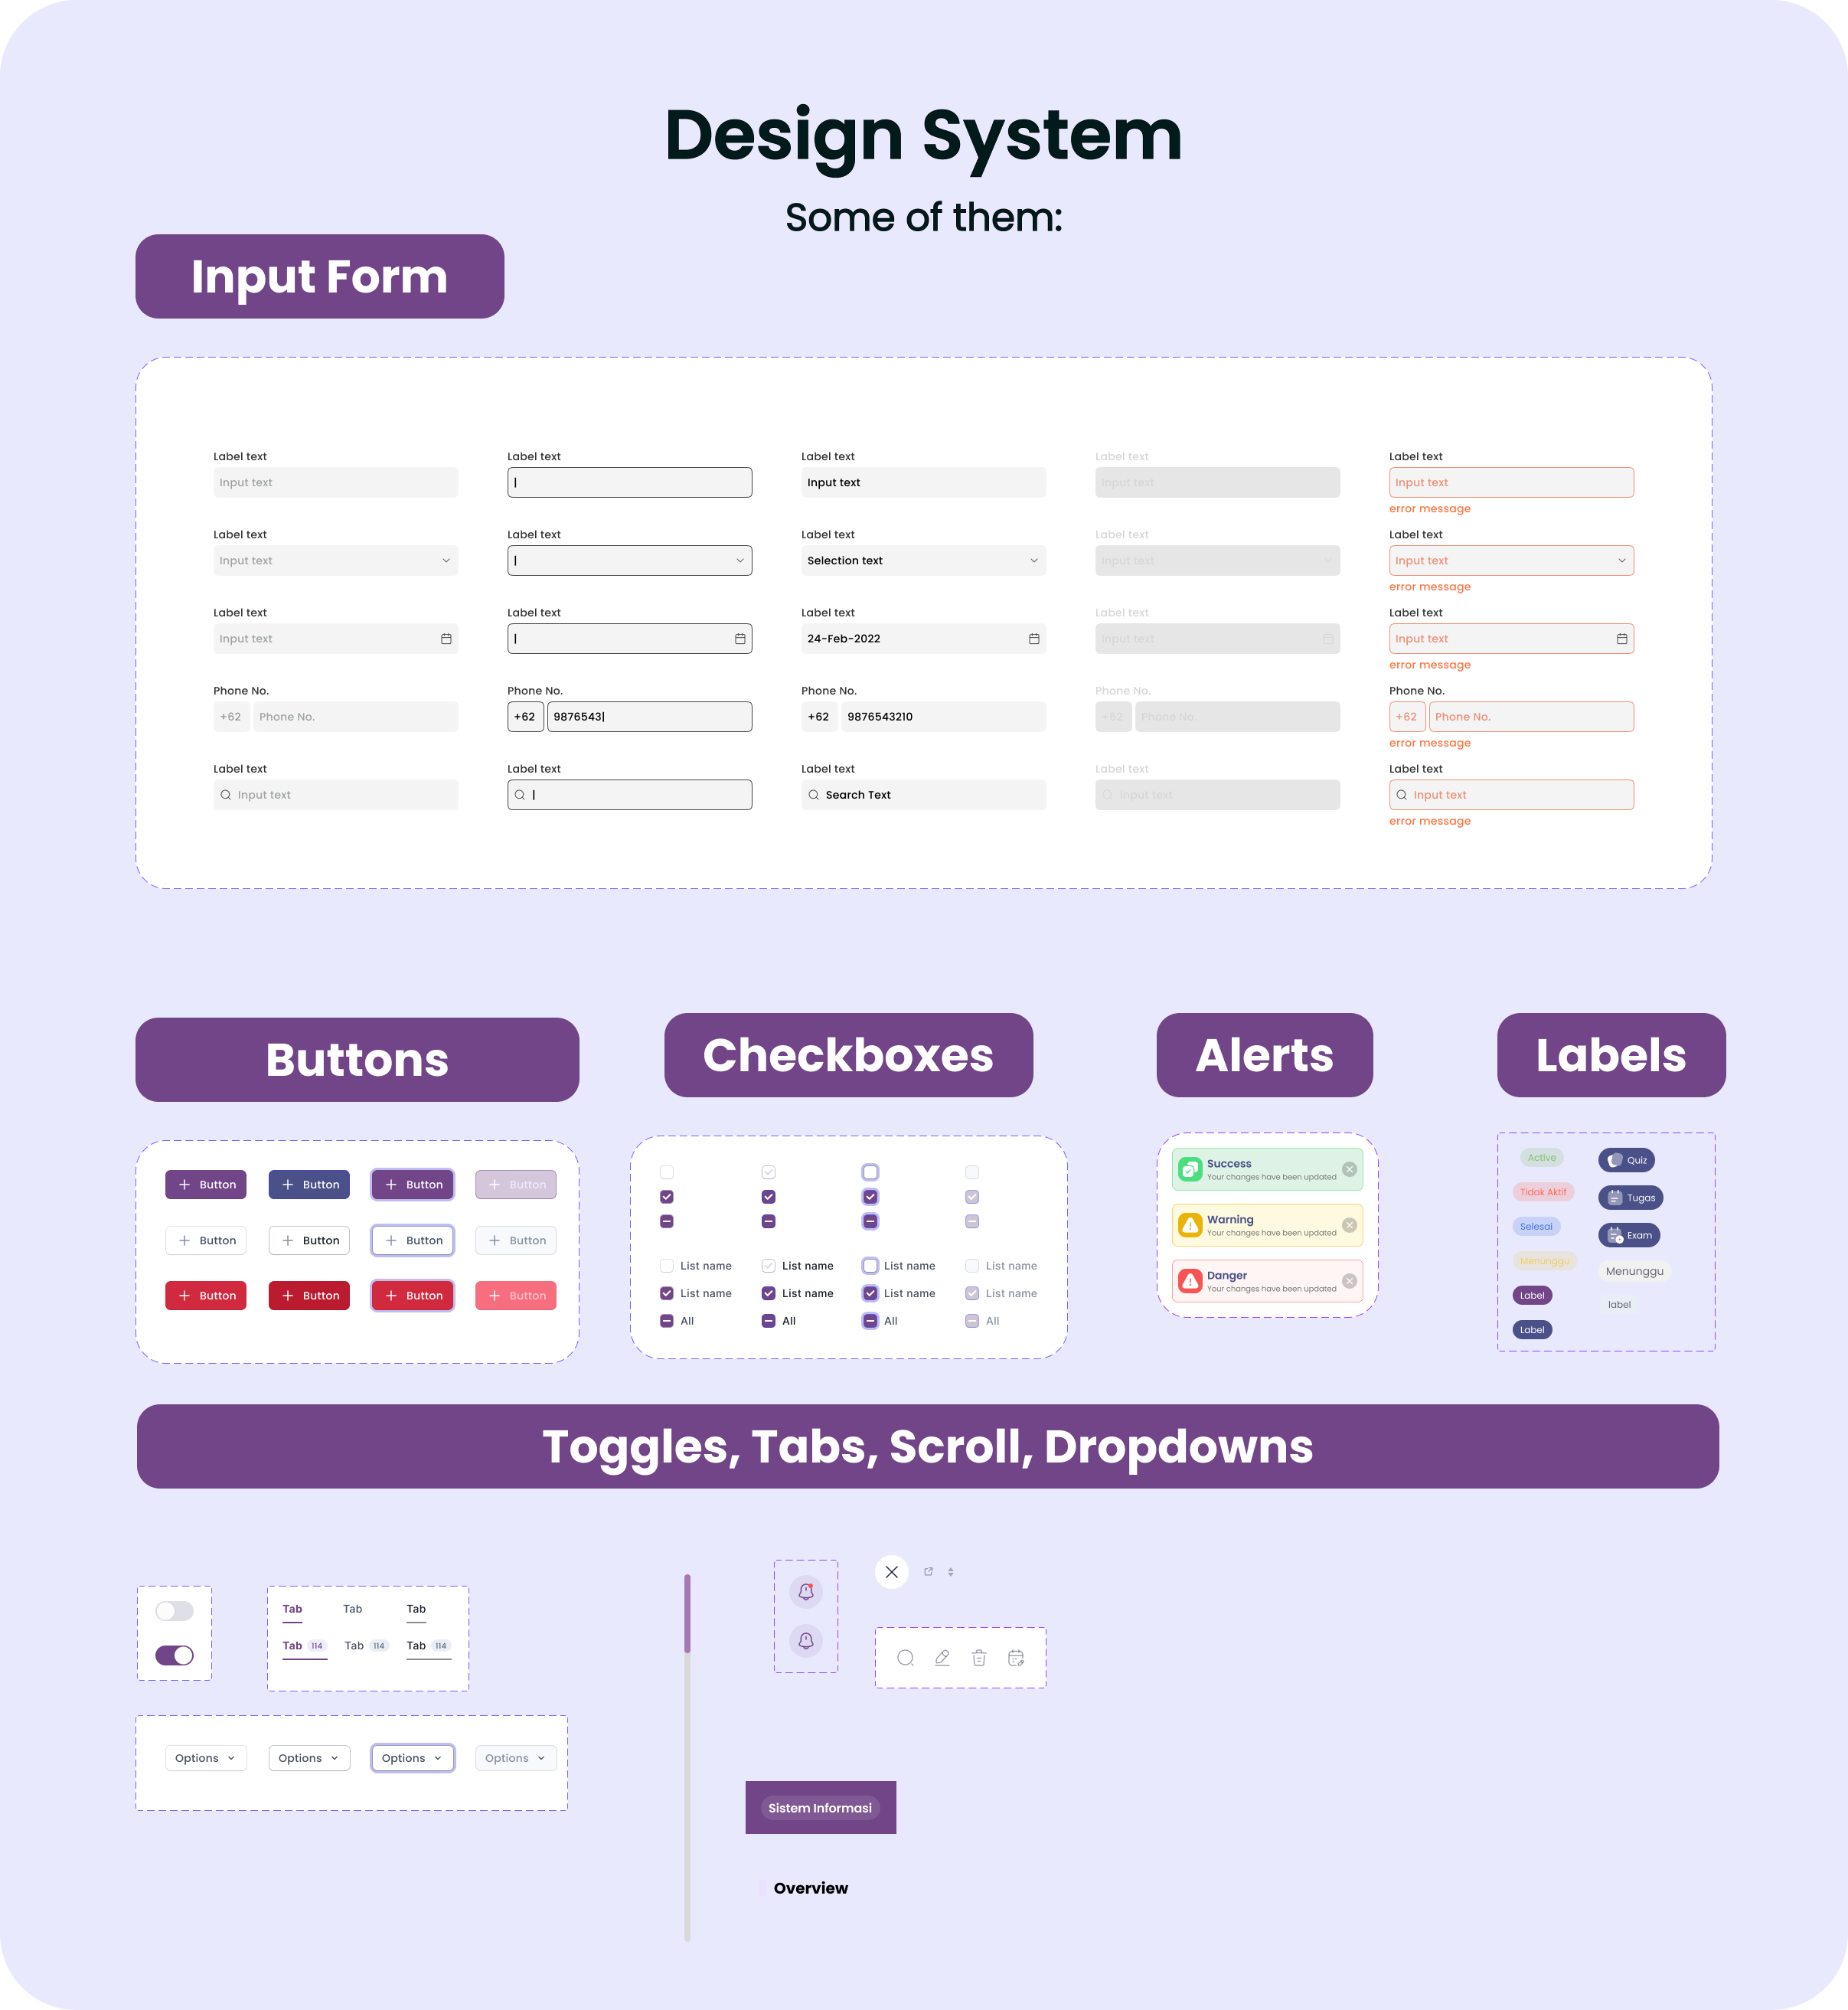 Design System
Some of them:
Input Form
Label text Label text Label text Label text Label text
Input text | Input text Input text Input text
error message
Label text Label text Label text Label text Label text
Input text | Selection text Input text Input text
error message
Label text Label text Label text Label text Label text
Input text | 24-Feb-2022 Input text Input text
error message
Phone No. Phone No. Phone No. Phone No. Phone No.
+62 Phone No. +62 9876543| +62 9876543210 +62 Phone No. +62 Phone No.
error message
Label text Label text Label text Label text Label text
Input text | Search Text Input text Input text
error message
Buttons
Button Button Button Button
Button Button Button Button
Button Button Button Button
Checkboxes
List name List name List name List name
List name List name List name List name
All All All All
Alerts
Success
Your changes have been updated
Warning
Your changes have been updated
Danger
Your changes have been updated
Labels
Active Quiz
Tidak Aktif Tugas
Selesai Exam
Menunggu Menunggu
Label label
Label
Toggles, Tabs, Scroll, Dropdowns
Tab Tab Tab
Tab 114 Tab 114 Tab 114
Options Options Options Options
Sistem Informasi
Overview